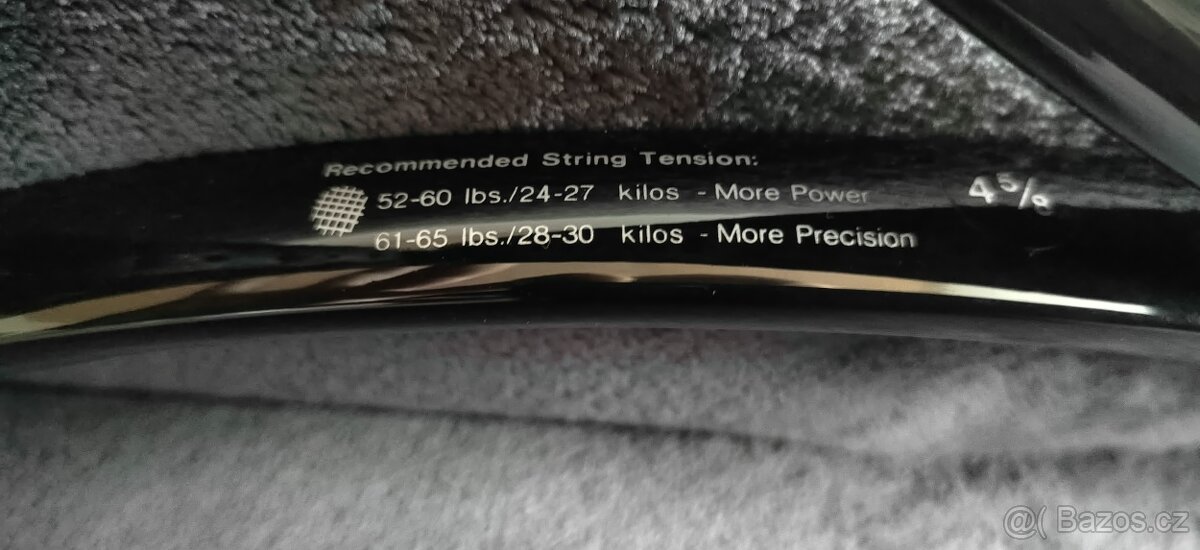 Recommended String Tension:
52-60 lbs./24-27 kilos - More Power
61-65 lbs./28-30 kilos - More Precision
4 5/8
@( Bazoš.cz